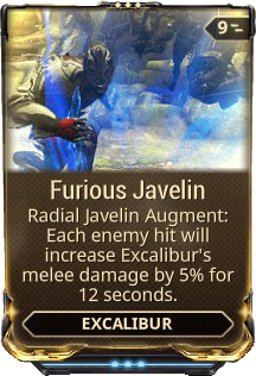 9
Furious Javelin
Radial Javelin Augment:
Each enemy hit will
increase Excalibur's
melee damage by 5% for
12 seconds.
EXCALIBUR